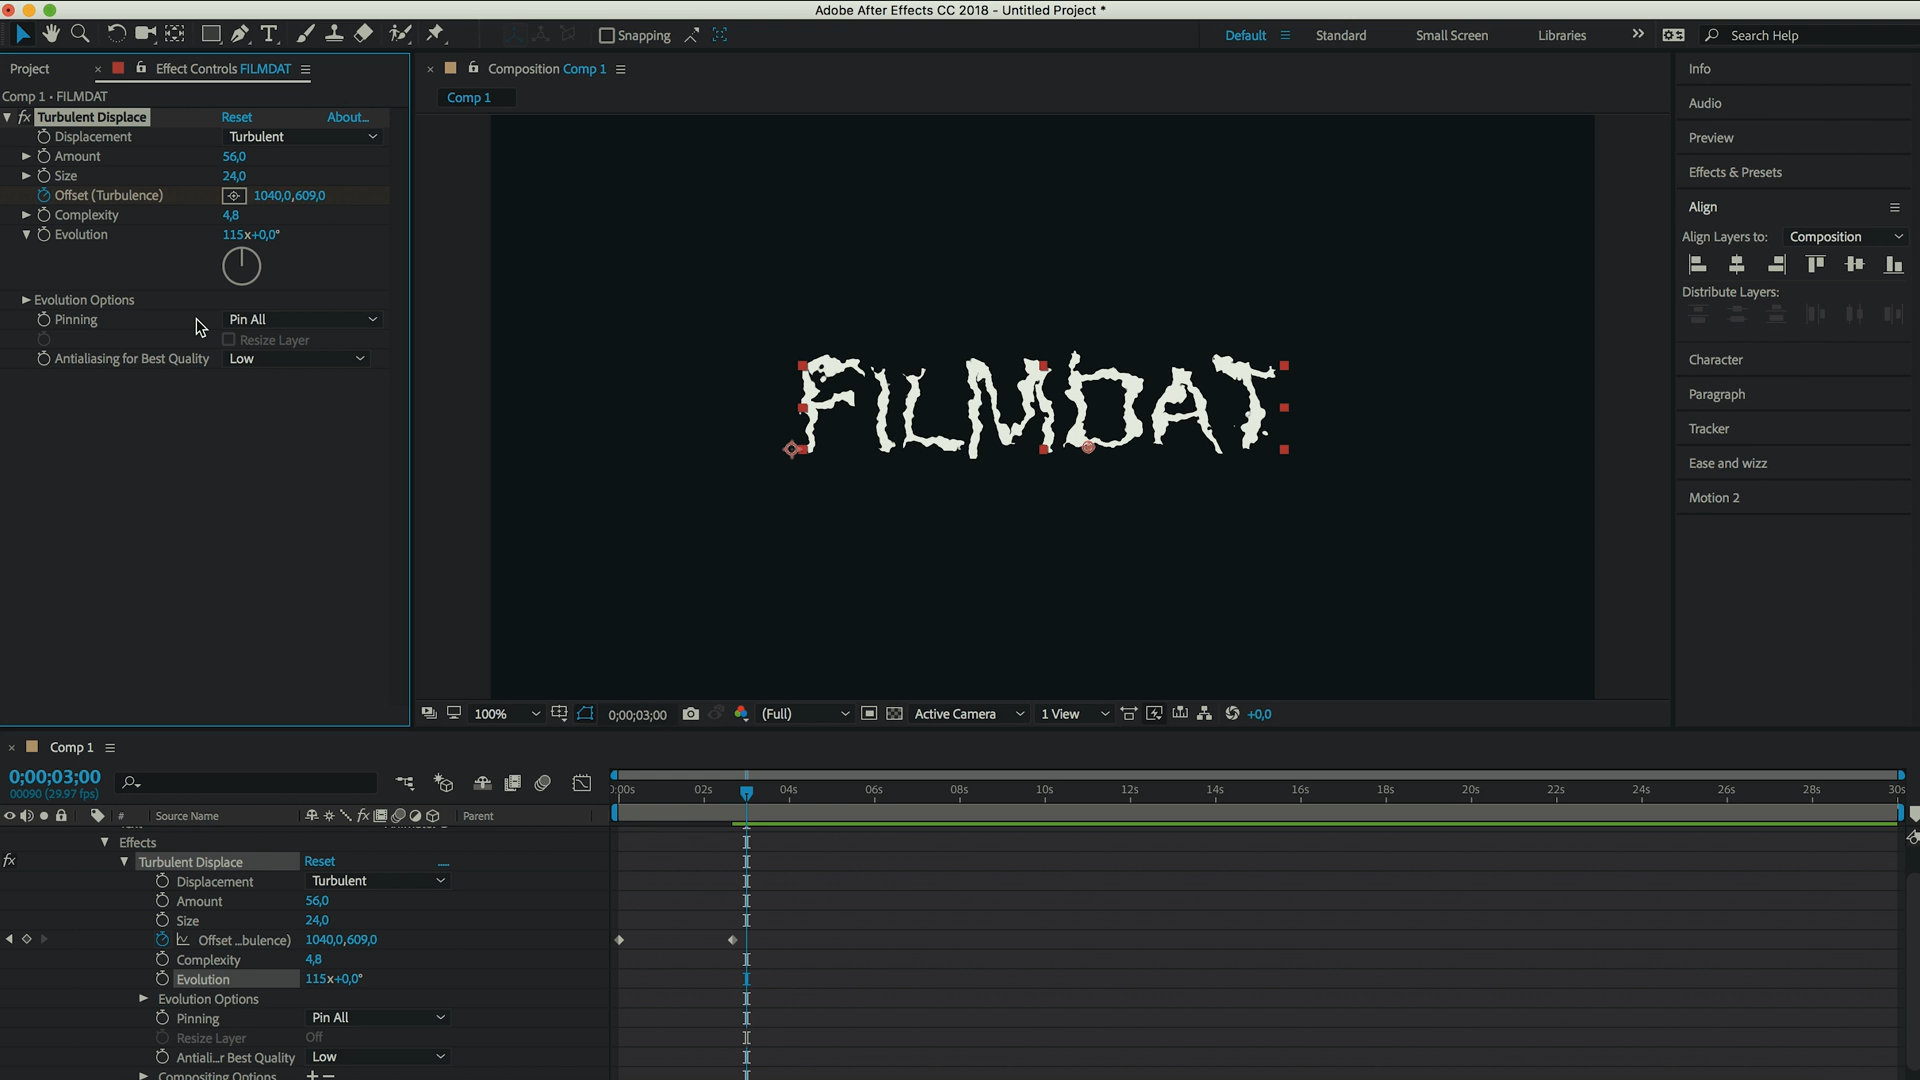 Adobe After Effects CC 2018 - Untitled Project *
Snapping
Default
Standard
Small Screen
Libraries
Search Help
Project
Effect Controls FILMDAT
Comp 1 • FILMDAT
fx Turbulent Displace Reset About...
Displacement Turbulent
Amount 56,0
Size 24,0
Offset (Turbulence) 1040,0,609,0
Complexity 4,8
Evolution 115x+0,0°
Evolution Options
Pinning Pin All
Resize Layer
Antialiasing for Best Quality Low
Composition Comp 1
Comp 1
FILMDAT
100%
0;00;03;00
(Full)
Active Camera
1 View
+0,0
Info
Audio
Preview
Effects & Presets
Align
Align Layers to: Composition
Distribute Layers:
Character
Paragraph
Tracker
Ease and wizz
Motion 2
Comp 1
0;00;03;00
00090 (29.97 fps)
# Source Name fx Parent
02s 04s 06s 08s 10s 12s 14s 16s 18s 20s 22s 24s 26s 28s 30s
Effects
fx Turbulent Displace Reset
Displacement Turbulent
Amount 56,0
Size 24,0
Offset ...bulence) 1040,0,609,0
Complexity 4,8
Evolution 115x+0,0°
Evolution Options
Pinning Pin All
Resize Layer Off
Antiali...r Best Quality Low
Compositing Options + –